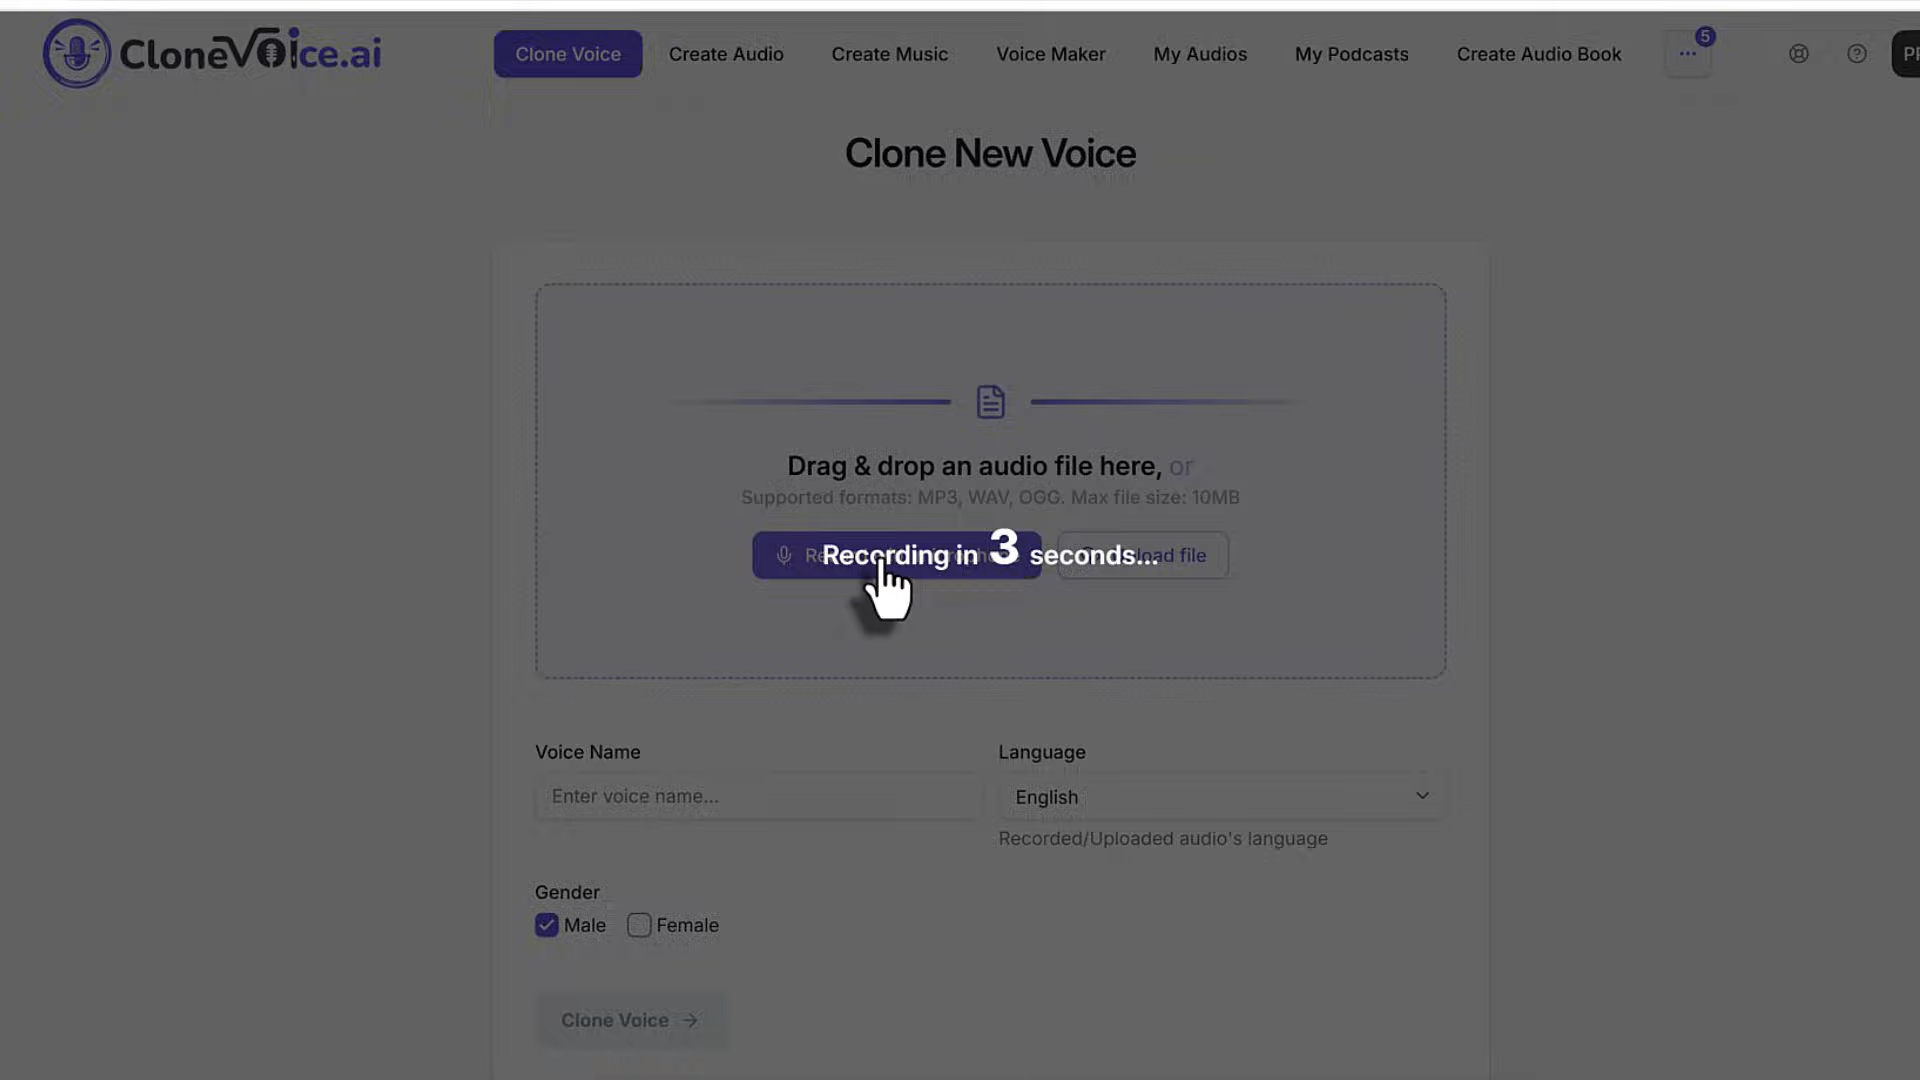 CloneVoice.ai
Clone Voice
Create Audio
Create Music
Voice Maker
My Audios
My Podcasts
Create Audio Book
5
Clone New Voice
Drag & drop an audio file here, or
Supported formats: MP3, WAV, OGG. Max file size: 10MB
Recording in 3 seconds...
file
Voice Name
Language
Enter voice name...
English
Recorded/Uploaded audio's language
Gender
Male
Female
Clone Voice